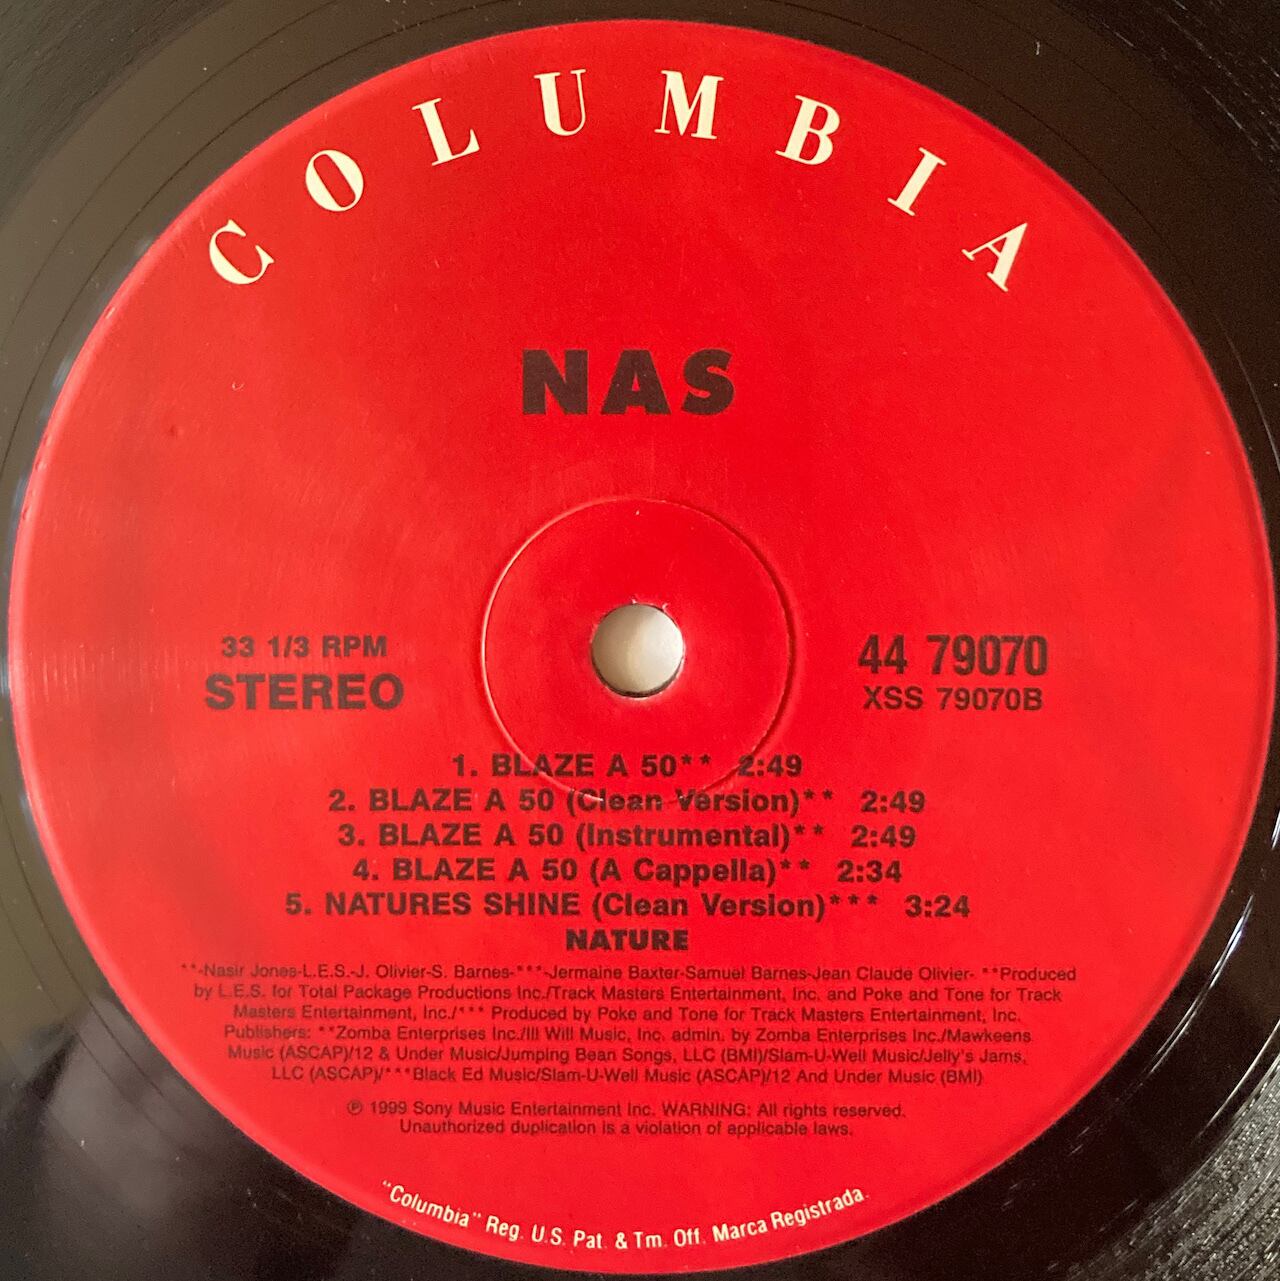 COLUMBIA
NAS
33 1/3 RPM
STEREO
44 79070
XSS 79070B
1. BLAZE A 50** 2:49
2. BLAZE A 50 (Clean Version)** 2:49
3. BLAZE A 50 (Instrumental)** 2:49
4. BLAZE A 50 (A Cappella)** 2:34
5. NATURES SHINE (Clean Version)*** 3:24
NATURE
**-Nasir Jones-L.E.S.-J. Olivier-S. Barnes-***-Jermaine Baxter-Samuel Barnes-Jean Claude Olivier- **Produced
by L.E.S. for Total Package Productions Inc./Track Masters Entertainment, Inc. and Poke and Tone for Track
Masters Entertainment, Inc./*** Produced by Poke and Tone for Track Masters Entertainment, Inc.
Publishers: **Zomba Enterprises Inc./Ill Will Music, Inc. admin. by Zomba Enterprises Inc./Mawkeens
Music (ASCAP)/12 & Under Music/Jumping Bean Songs, LLC (BMI)/Slam-U-Well Music/Jelly's Jams,
LLC (ASCAP)/***Black Ed Music/Slam-U-Well Music (ASCAP)/12 And Under Music (BMI)
℗ 1999 Sony Music Entertainment Inc. WARNING: All rights reserved.
Unauthorized duplication is a violation of applicable laws.
"Columbia" Reg. U.S. Pat. & Tm. Off. Marca Registrada.